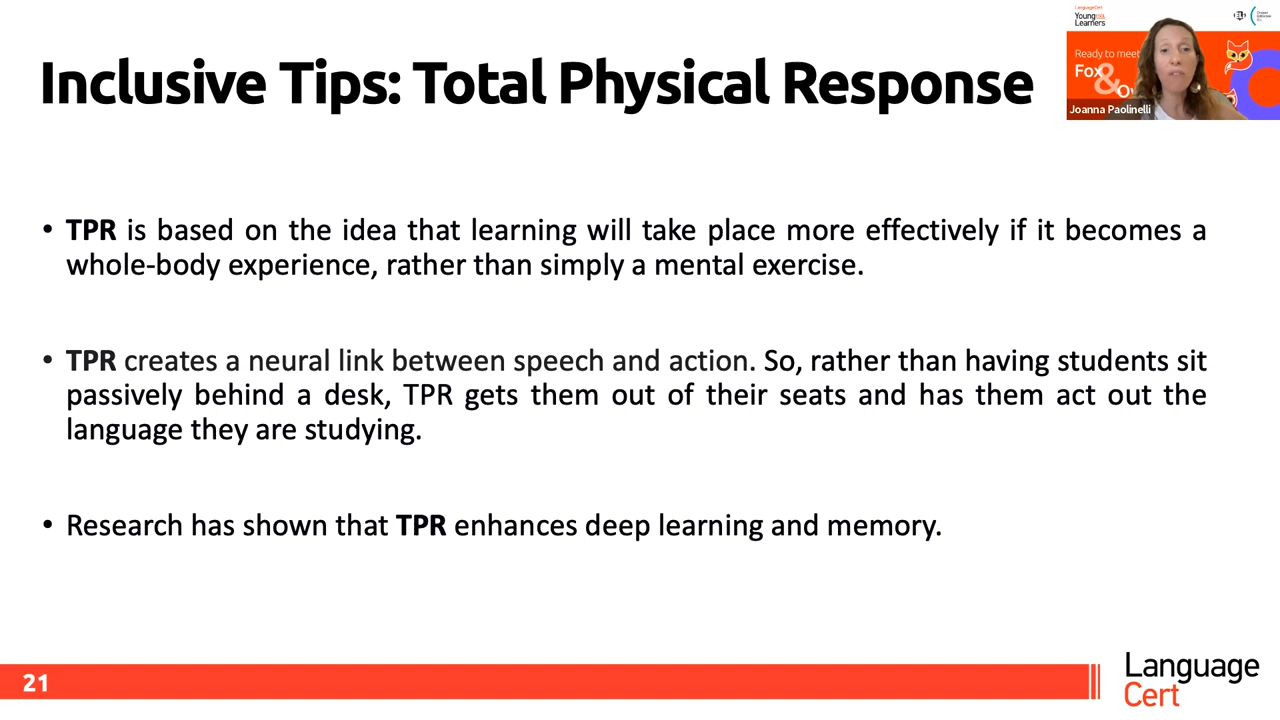 Inclusive Tips: Total Physical Response
LanguageCert
Young
Learners
Ready to meet
Fox
&
Joanna Paolinelli
• TPR is based on the idea that learning will take place more effectively if it becomes a
whole-body experience, rather than simply a mental exercise.
• TPR creates a neural link between speech and action. So, rather than having students sit
passively behind a desk, TPR gets them out of their seats and has them act out the
language they are studying.
• Research has shown that TPR enhances deep learning and memory.
21
Language
Cert